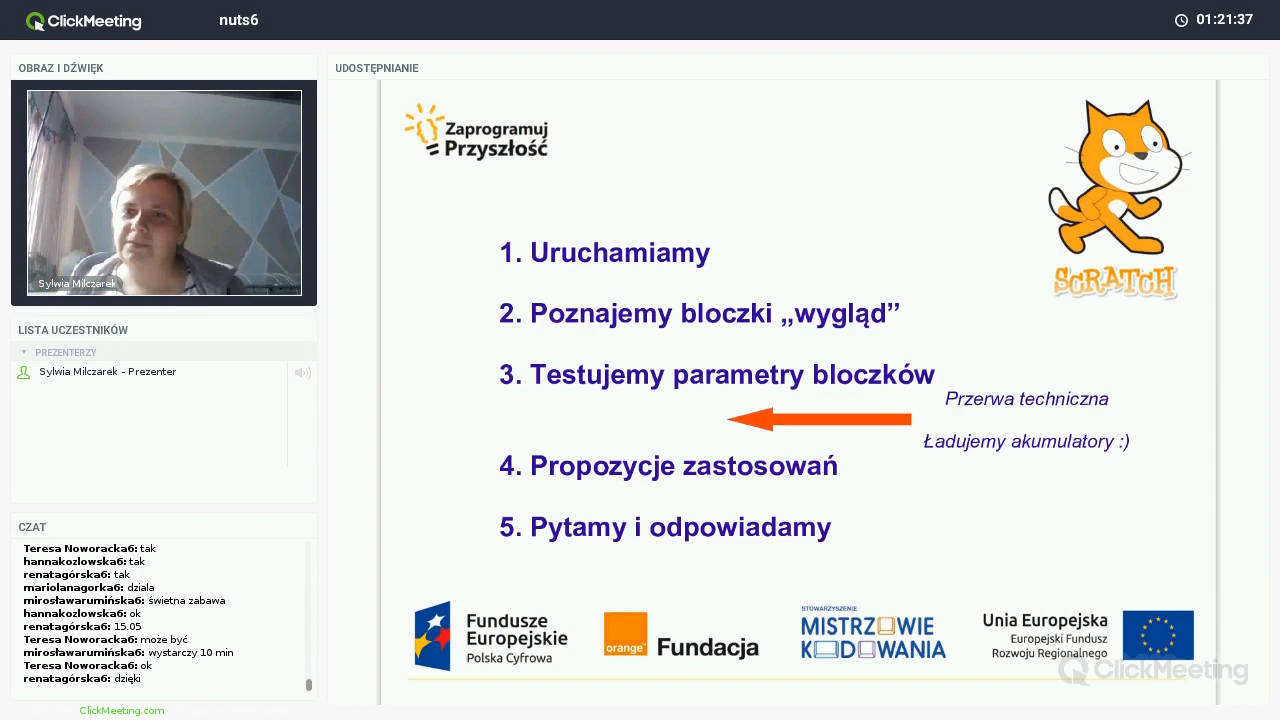 ClickMeeting
nuts6
01:21:37
OBRAZ I DŹWIĘK
Sylwia Milczarek
LISTA UCZESTNIKÓW
PREZENTERZY
Sylwia Milczarek - Prezenter
CZAT
Teresa Noworacka6: tak
hannakozlowska6: tak
renatagórska6: tak
mariolanagorka6: dziala
mirosławarumińska6: świetna zabawa
hannakozlowska6: ok
renatagórska6: 15.05
Teresa Noworacka6: może być
mirosławarumińska6: wystarczy 10 min
Teresa Noworacka6: ok
renatagórska6: dzięki
ClickMeeting.com
UDOSTĘPNIANIE
Zaprogramuj
Przyszłość
SCRATCH
1. Uruchamiamy
2. Poznajemy bloczki „wygląd”
3. Testujemy parametry bloczków
Przerwa techniczna
Ładujemy akumulatory :)
4. Propozycje zastosowań
5. Pytamy i odpowiadamy
Fundusze
Europejskie
Polska Cyfrowa
orange™
Fundacja
STOWARZYSZENIE
MISTRZOWIE
KODOWANIA
Unia Europejska
Europejski Fundusz
Rozwoju Regionalnego
ClickMeeting